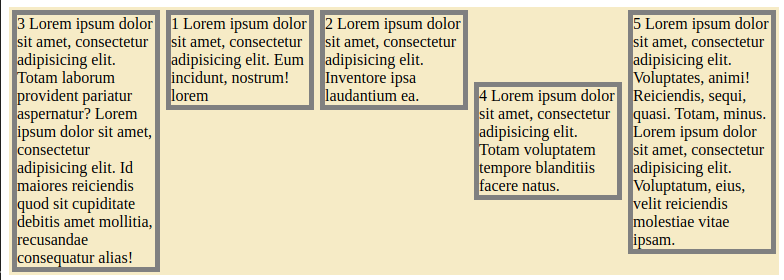 3 Lorem ipsum dolor
sit amet, consectetur
adipisicing elit.
Totam laborum
provident pariatur
aspernatur? Lorem
ipsum dolor sit amet,
consectetur
adipisicing elit. Id
maiores reiciendis
quod sit cupiditate
debitis amet mollitia,
recusandae
consequatur alias!
1 Lorem ipsum dolor
sit amet, consectetur
adipisicing elit. Eum
incidunt, nostrum!
lorem
2 Lorem ipsum dolor
sit amet, consectetur
adipisicing elit.
Inventore ipsa
laudantium ea.
4 Lorem ipsum dolor
sit amet, consectetur
adipisicing elit.
Totam voluptatem
tempore blanditiis
facere natus.
5 Lorem ipsum dolor
sit amet, consectetur
adipisicing elit.
Voluptates, animi!
Reiciendis, sequi,
quasi. Totam, minus.
Lorem ipsum dolor
sit amet, consectetur
adipisicing elit.
Voluptatum, eius,
velit reiciendis
molestiae vitae
ipsam.